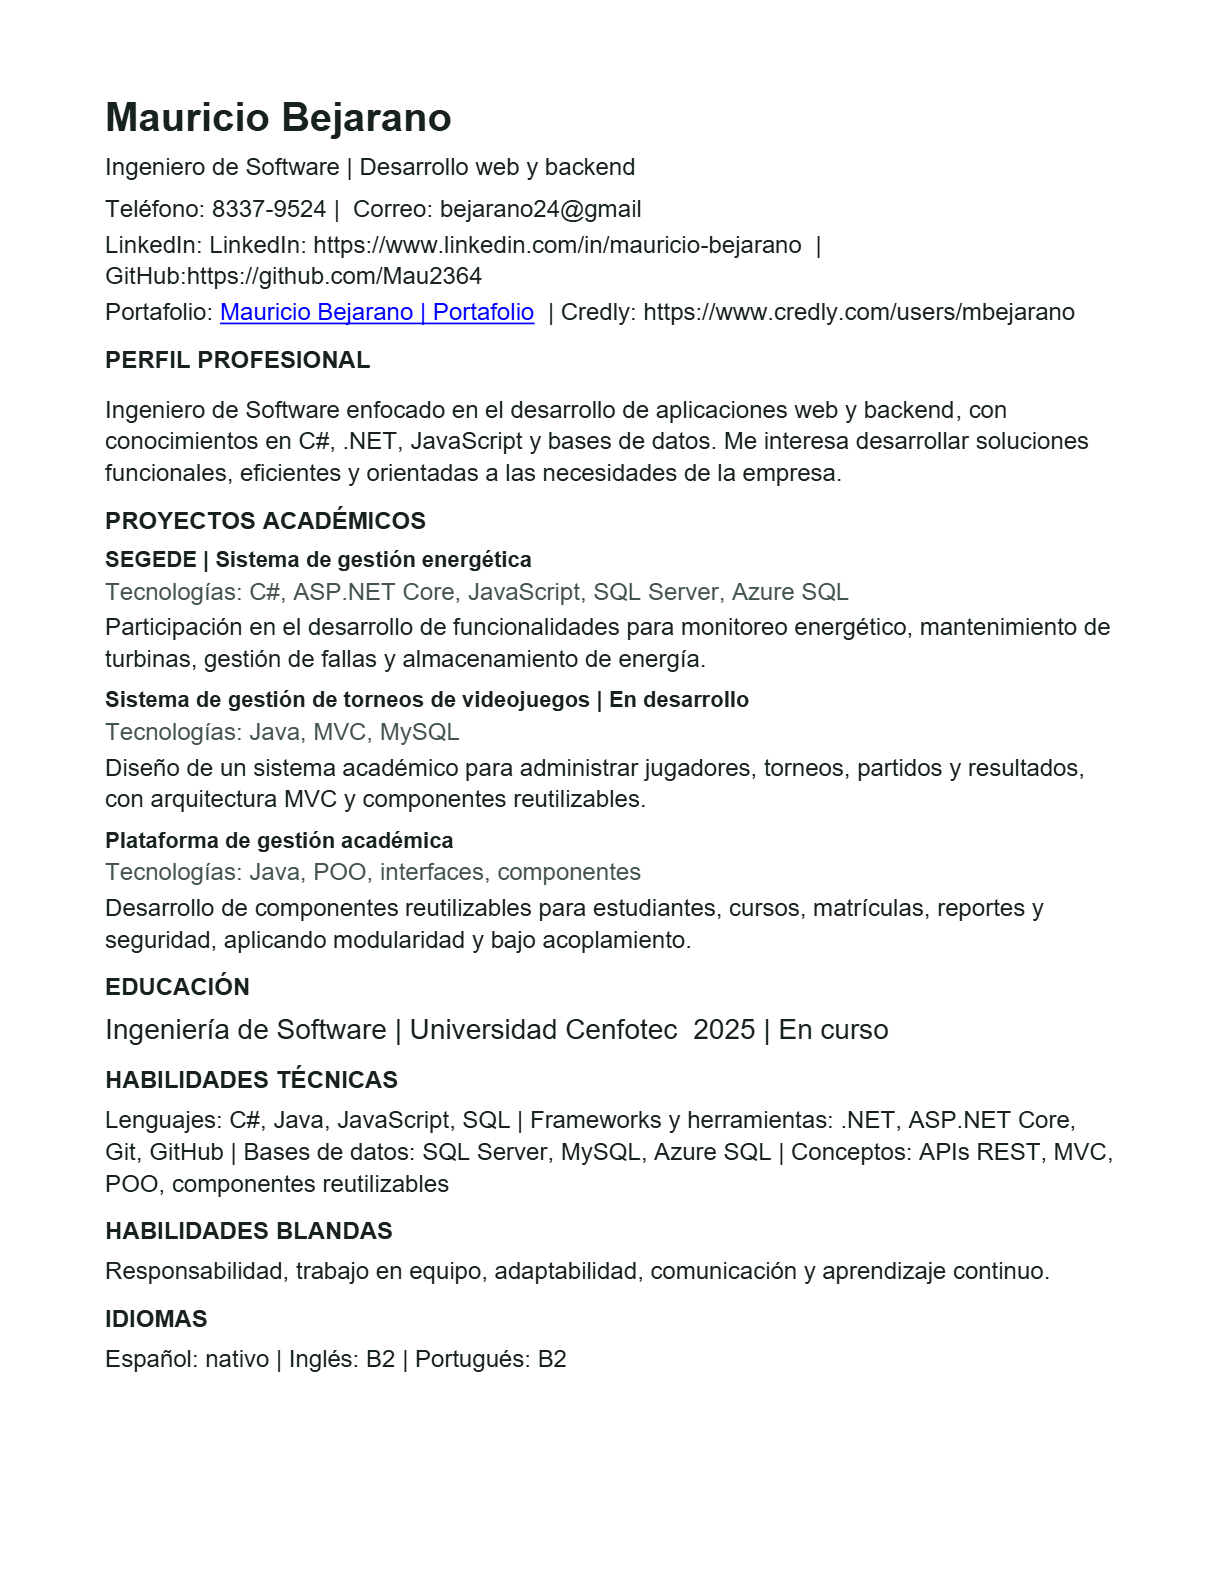 Mauricio Bejarano
Ingeniero de Software | Desarrollo web y backend
Teléfono: 8337-9524 |  Correo: bejarano24@gmail
LinkedIn: LinkedIn: https://www.linkedin.com/in/mauricio-bejarano  |
GitHub:https://github.com/Mau2364
Portafolio: Mauricio Bejarano | Portafolio  | Credly: https://www.credly.com/users/mbejarano
PERFIL PROFESIONAL
Ingeniero de Software enfocado en el desarrollo de aplicaciones web y backend, con
conocimientos en C#, .NET, JavaScript y bases de datos. Me interesa desarrollar soluciones
funcionales, eficientes y orientadas a las necesidades de la empresa.
PROYECTOS ACADÉMICOS
SEGEDE | Sistema de gestión energética
Tecnologías: C#, ASP.NET Core, JavaScript, SQL Server, Azure SQL
Participación en el desarrollo de funcionalidades para monitoreo energético, mantenimiento de
turbinas, gestión de fallas y almacenamiento de energía.
Sistema de gestión de torneos de videojuegos | En desarrollo
Tecnologías: Java, MVC, MySQL
Diseño de un sistema académico para administrar jugadores, torneos, partidos y resultados,
con arquitectura MVC y componentes reutilizables.
Plataforma de gestión académica
Tecnologías: Java, POO, interfaces, componentes
Desarrollo de componentes reutilizables para estudiantes, cursos, matrículas, reportes y
seguridad, aplicando modularidad y bajo acoplamiento.
EDUCACIÓN
Ingeniería de Software | Universidad Cenfotec  2025 | En curso
HABILIDADES TÉCNICAS
Lenguajes: C#, Java, JavaScript, SQL | Frameworks y herramientas: .NET, ASP.NET Core,
Git, GitHub | Bases de datos: SQL Server, MySQL, Azure SQL | Conceptos: APIs REST, MVC,
POO, componentes reutilizables
HABILIDADES BLANDAS
Responsabilidad, trabajo en equipo, adaptabilidad, comunicación y aprendizaje continuo.
IDIOMAS
Español: nativo | Inglés: B2 | Portugués: B2